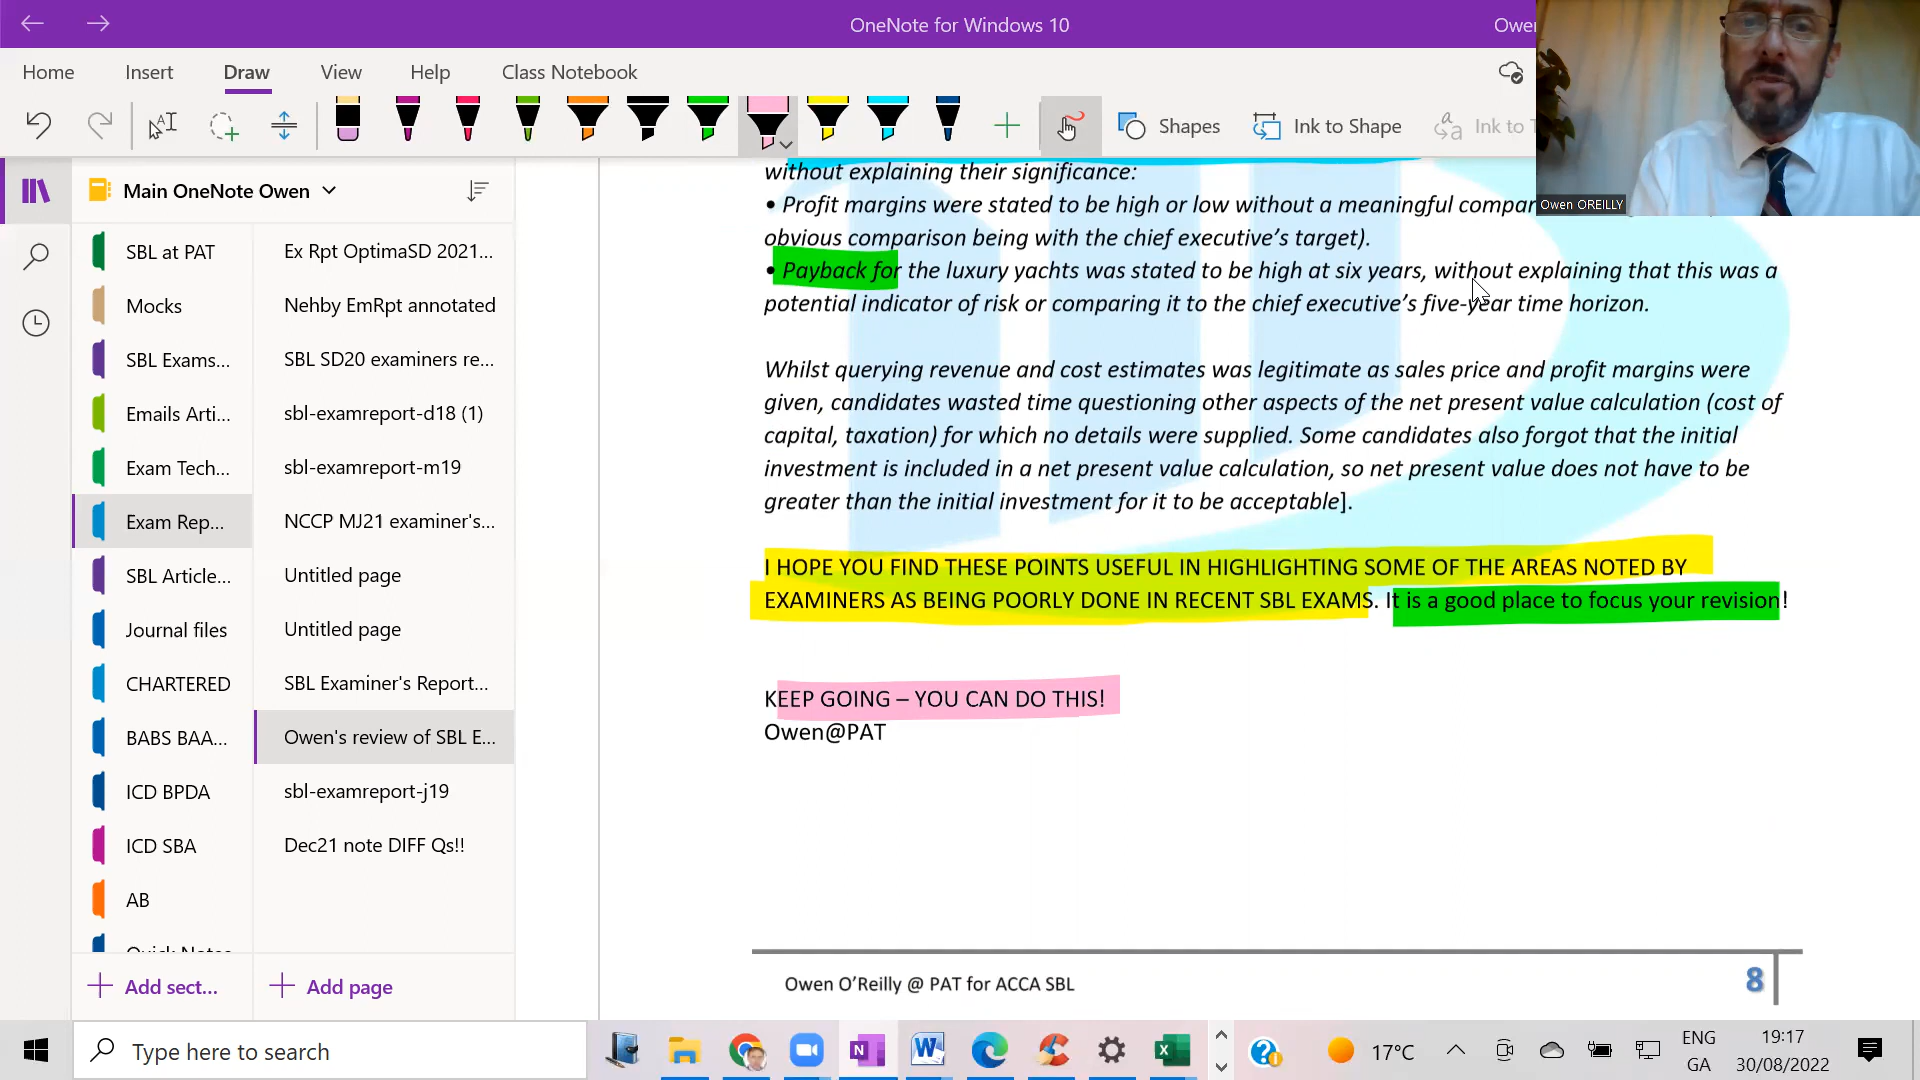 OneNote for Windows 10
Home
Insert
Draw
View
Help
Class Notebook
Shapes
Ink to Shape
Ink to
Owen OREILLY
Main OneNote Owen
SBL at PAT
Mocks
SBL Exams...
Emails Arti...
Exam Tech...
Exam Rep...
SBL Article...
Journal files
CHARTERED
BABS BAA...
ICD BPDA
ICD SBA
AB
Quick Notes
Add sect...
Ex Rpt OptimaSD 2021...
Nehby EmRpt annotated
SBL SD20 examiners re...
sbl-examreport-d18 (1)
sbl-examreport-m19
NCCP MJ21 examiner's...
Untitled page
Untitled page
SBL Examiner's Report...
Owen's review of SBL E...
sbl-examreport-j19
Dec21 note DIFF Qs!!
Add page
without explaining their significance:
• Profit margins were stated to be high or low without a meaningful compar
obvious comparison being with the chief executive's target).
• Payback for the luxury yachts was stated to be high at six years, without explaining that this was a
potential indicator of risk or comparing it to the chief executive's five-year time horizon.
Whilst querying revenue and cost estimates was legitimate as sales price and profit margins were
given, candidates wasted time questioning other aspects of the net present value calculation (cost of
capital, taxation) for which no details were supplied. Some candidates also forgot that the initial
investment is included in a net present value calculation, so net present value does not have to be
greater than the initial investment for it to be acceptable].
I HOPE YOU FIND THESE POINTS USEFUL IN HIGHLIGHTING SOME OF THE AREAS NOTED BY
EXAMINERS AS BEING POORLY DONE IN RECENT SBL EXAMS. It is a good place to focus your revision!
KEEP GOING – YOU CAN DO THIS!
Owen@PAT
Owen O'Reilly @ PAT for ACCA SBL
8
Type here to search
17°C
ENG
GA
19:17
30/08/2022